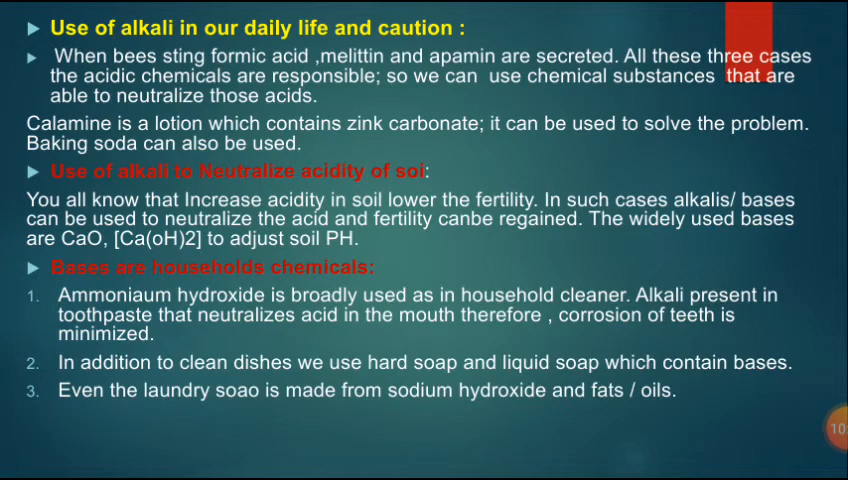 Use of alkali in our daily life and caution :
When bees sting formic acid ,melittin and apamin are secreted. All these three cases
the acidic chemicals are responsible; so we can use chemical substances that are
able to neutralize those acids.
Calamine is a lotion which contains zink carbonate; it can be used to solve the problem.
Baking soda can also be used.
Use of alkali to Neutralize acidity of soi:
You all know that Increase acidity in soil lower the fertility. In such cases alkalis/ bases
can be used to neutralize the acid and fertility canbe regained. The widely used bases
are CaO, [Ca(oH)2] to adjust soil PH.
Bases are households chemicals:
1. Ammoniaum hydroxide is broadly used as in household cleaner. Alkali present in
toothpaste that neutralizes acid in the mouth therefore , corrosion of teeth is
minimized.
2. In addition to clean dishes we use hard soap and liquid soap which contain bases.
3. Even the laundry soao is made from sodium hydroxide and fats / oils.